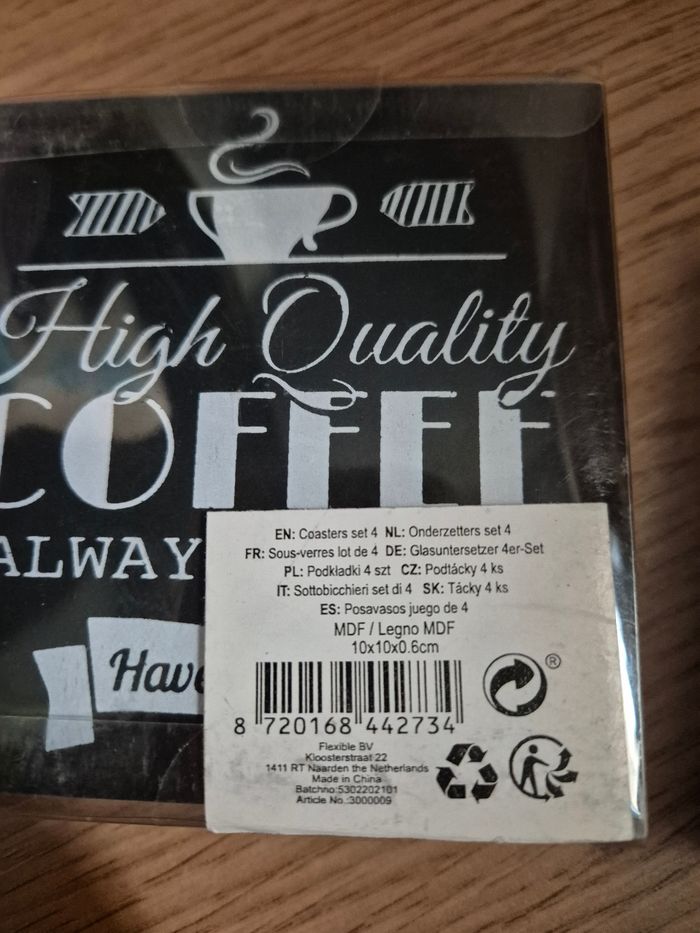 High Quality
COFFEE
ALWAY
Have
EN: Coasters set 4 NL: Onderzetters set 4
FR: Sous-verres lot de 4 DE: Glasuntersetzer 4er-Set
PL: Podkładki 4 szt CZ: Podtácky 4 ks
IT: Sottobicchieri set di 4 SK: Tácky 4 ks
ES: Posavasos juego de 4
MDF / Legno MDF
10x10x0.6cm
8 720168 442734
®
Flexible BV
Kloosterstraat 22
1411 RT Naarden the Netherlands
Made in China
Batchno:5302202101
Article No.:3000009